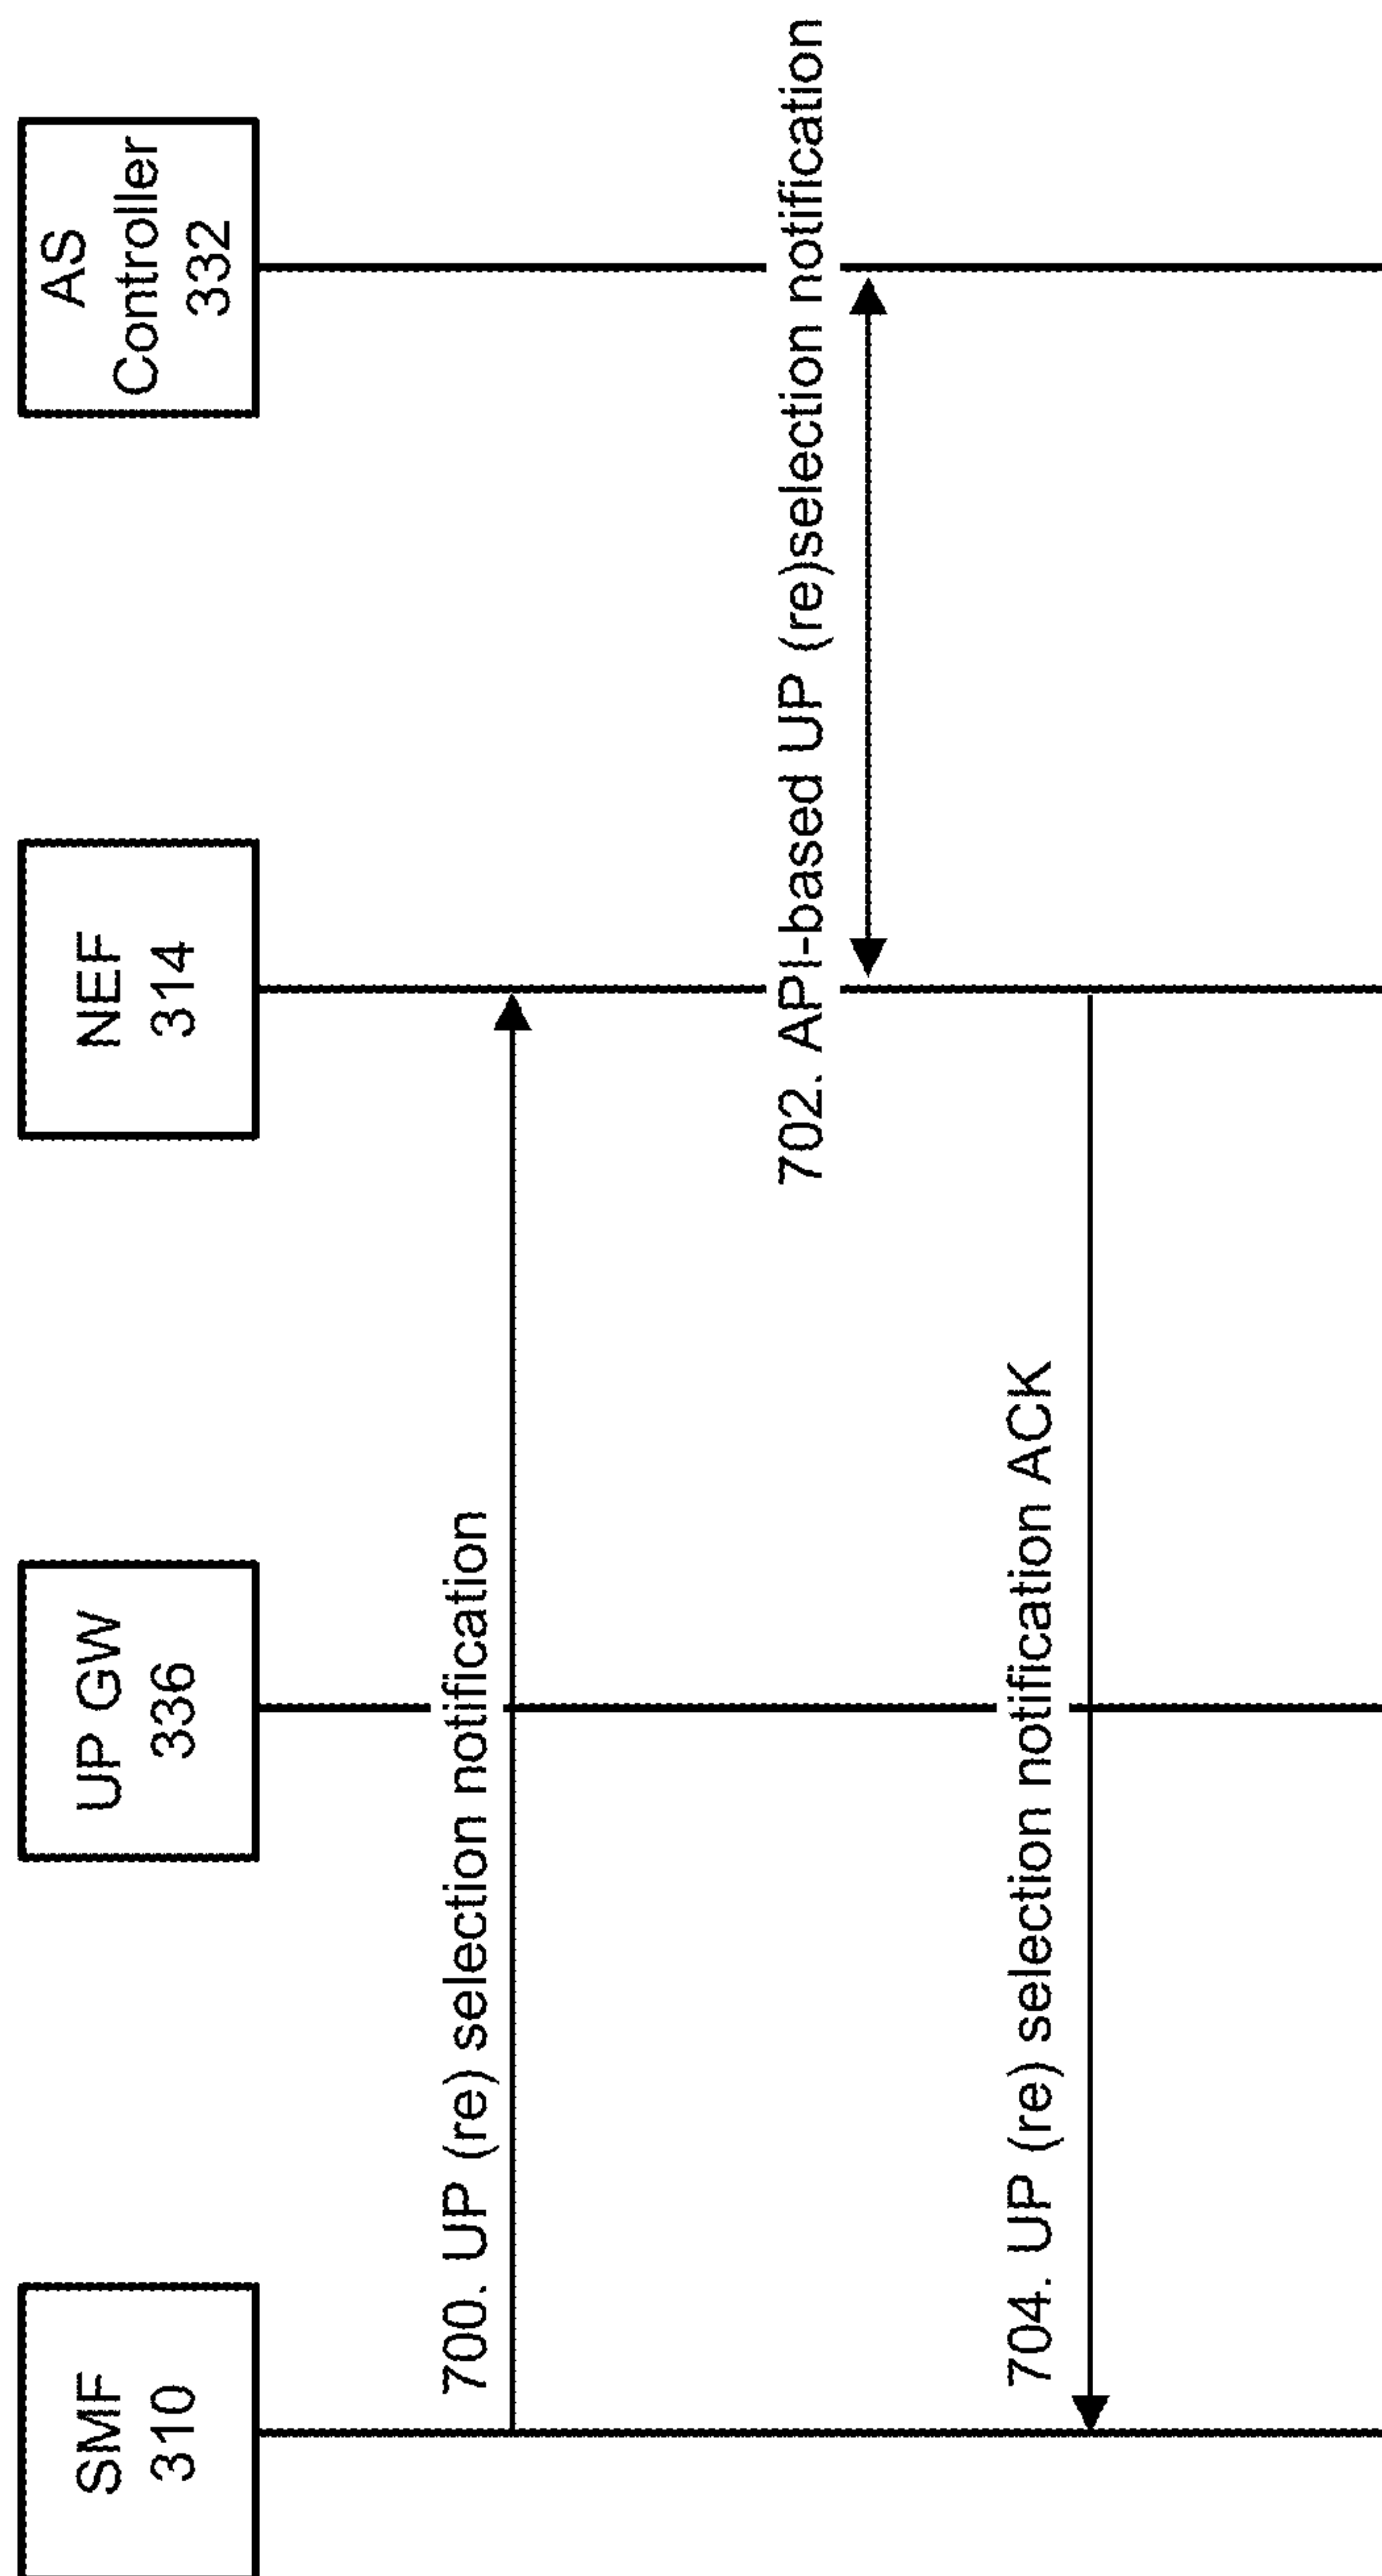 SMF
310
UP GW
336
NEF
314
AS
Controller
332
700. UP (re) selection notification
702. API-based UP (re)selection notification
704. UP (re) selection notification ACK